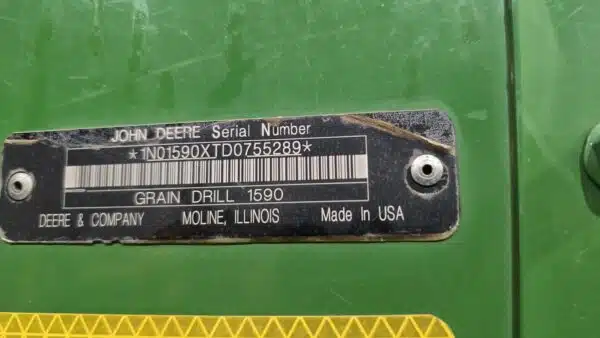 JOHN DEERE Serial Number
*1N01590XTD0755289*
GRAIN DRILL 1590
DEERE & COMPANY MOLINE, ILLINOIS Made In USA